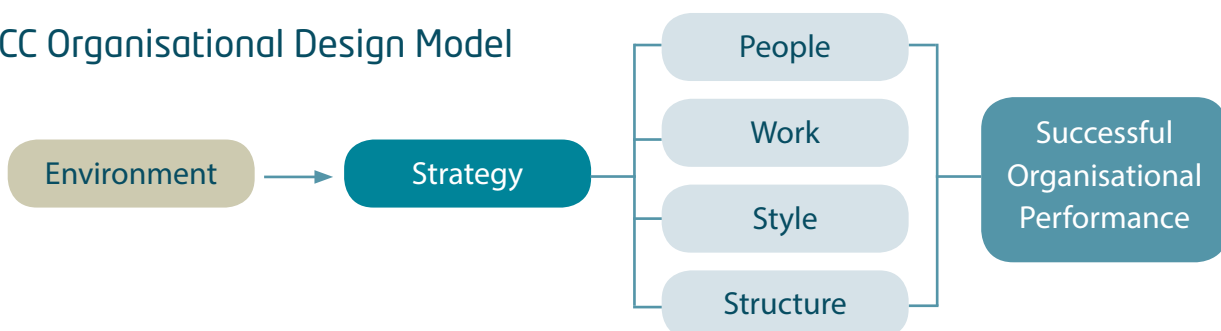 CC Organisational Design Model
People
Work
Style
Structure
Environment
Strategy
Successful
Organisational
Performance